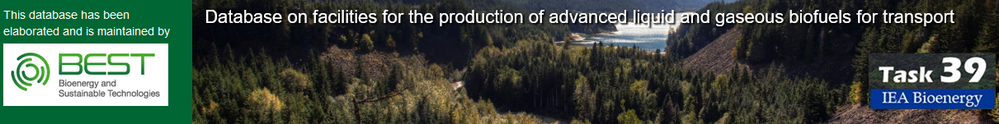 This database has been
elaborated and is maintained by
BEST
Bioenergy and
Sustainable Technologies
Database on facilities for the production of advanced liquid and gaseous biofuels for transport
Task 39
IEA Bioenergy